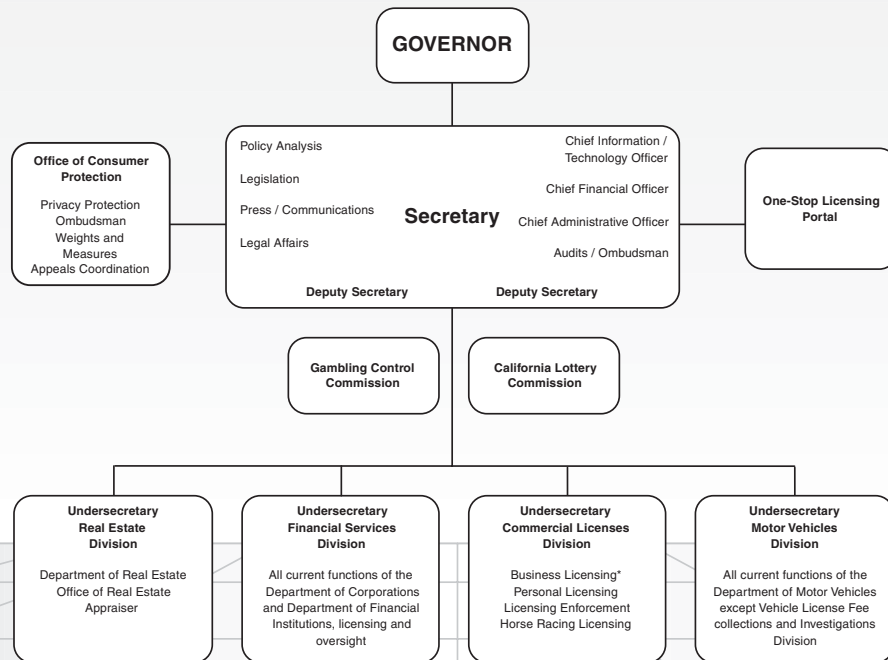 GOVERNOR
Office of Consumer
Protection
Privacy Protection
Ombudsman
Weights and
Measures
Appeals Coordination
Policy Analysis
Legislation
Press / Communications
Legal Affairs
Secretary
Chief Information /
Technology Officer
Chief Financial Officer
Chief Administrative Officer
Audits / Ombudsman
Deputy Secretary
Deputy Secretary
One-Stop Licensing
Portal
Gambling Control
Commission
California Lottery
Commission
Undersecretary
Real Estate
Division
Department of Real Estate
Office of Real Estate
Appraiser
Undersecretary
Financial Services
Division
All current functions of the
Department of Corporations
and Department of Financial
Institutions, licensing and
oversight
Undersecretary
Commercial Licenses
Division
Business Licensing*
Personal Licensing
Licensing Enforcement
Horse Racing Licensing
Undersecretary
Motor Vehicles
Division
All current functions of the
Department of Motor Vehicles
except Vehicle License Fee
collections and Investigations
Division